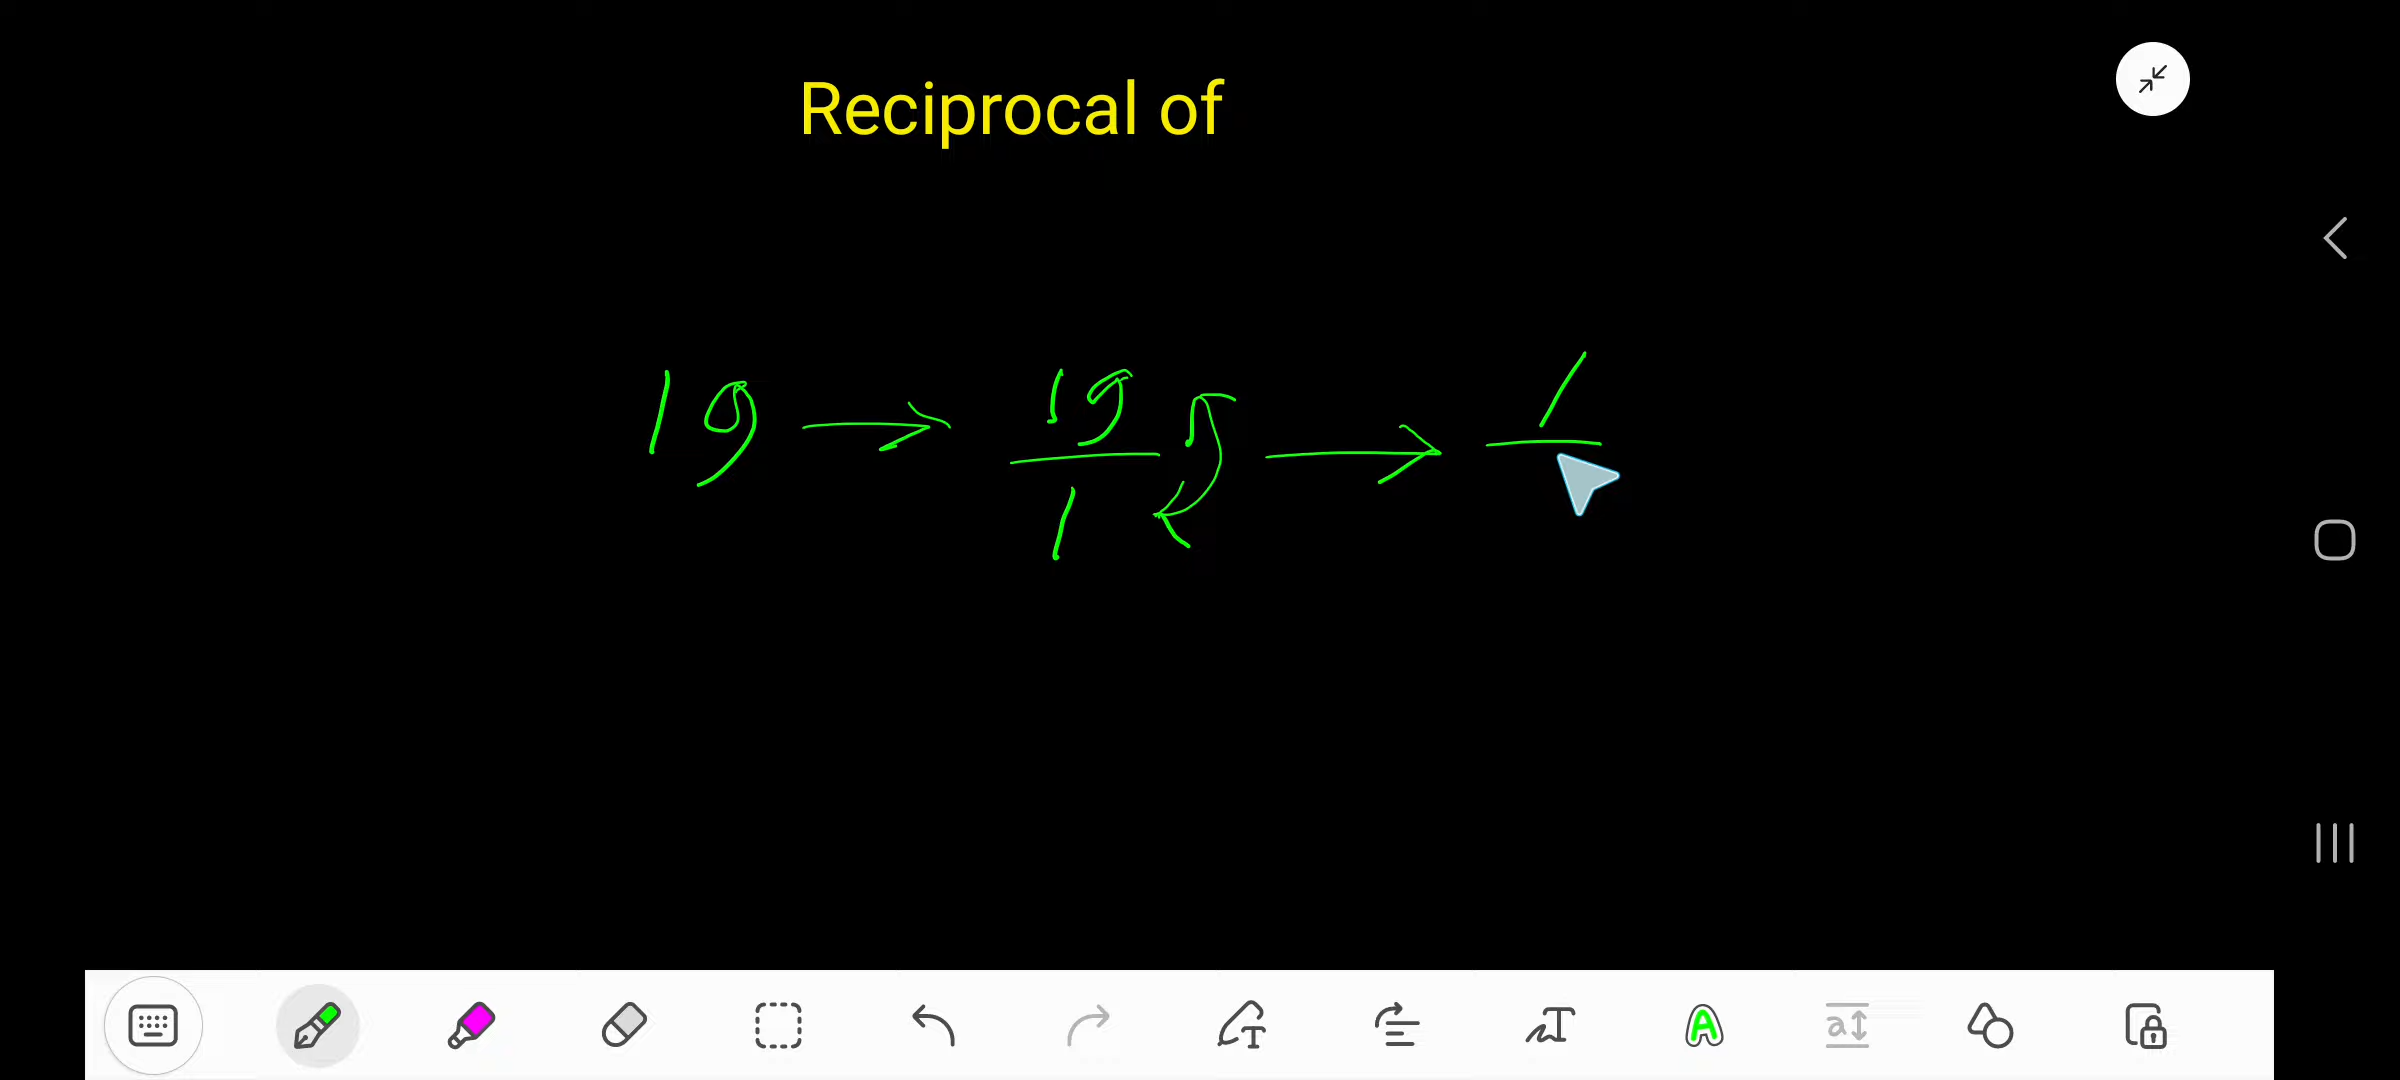 Reciprocal of
19 → 19/1 → 1/